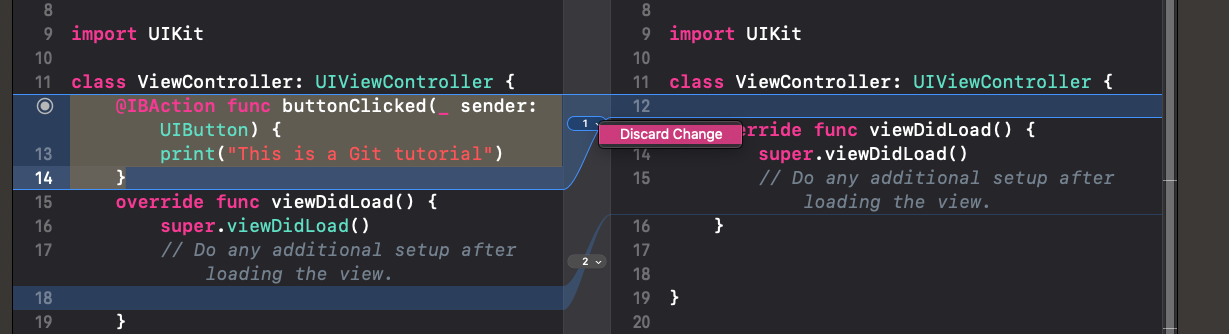 8
9 import UIKit
10
11 class ViewController: UIViewController {
@IBAction func buttonClicked(_ sender:
UIButton) {
13 print("This is a Git tutorial")
14 }
15 override func viewDidLoad() {
16 super.viewDidLoad()
17 // Do any additional setup after
loading the view.
18
19 }
1
2
Discard Change
8
9 import UIKit
10
11 class ViewController: UIViewController {
12
erride func viewDidLoad() {
14 super.viewDidLoad()
15 // Do any additional setup after
loading the view.
16 }
17
18
19 }
20